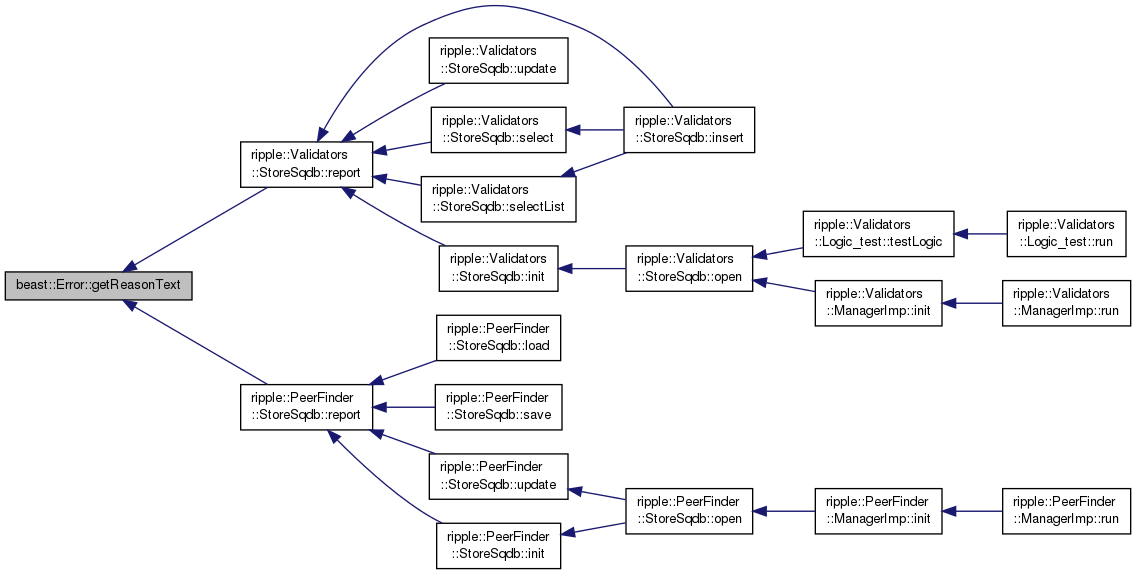 beast::Error::getReasonText
ripple::Validators
::StoreSqdb::report
ripple::PeerFinder
::StoreSqdb::report
ripple::Validators
::StoreSqdb::update
ripple::Validators
::StoreSqdb::select
ripple::Validators
::StoreSqdb::selectList
ripple::Validators
::StoreSqdb::init
ripple::PeerFinder
::StoreSqdb::load
ripple::PeerFinder
::StoreSqdb::save
ripple::PeerFinder
::StoreSqdb::update
ripple::PeerFinder
::StoreSqdb::init
ripple::Validators
::StoreSqdb::insert
ripple::Validators
::StoreSqdb::open
ripple::PeerFinder
::StoreSqdb::open
ripple::Validators
::Logic_test::testLogic
ripple::Validators
::ManagerImp::init
ripple::PeerFinder
::ManagerImp::init
ripple::Validators
::Logic_test::run
ripple::Validators
::ManagerImp::run
ripple::PeerFinder
::ManagerImp::run